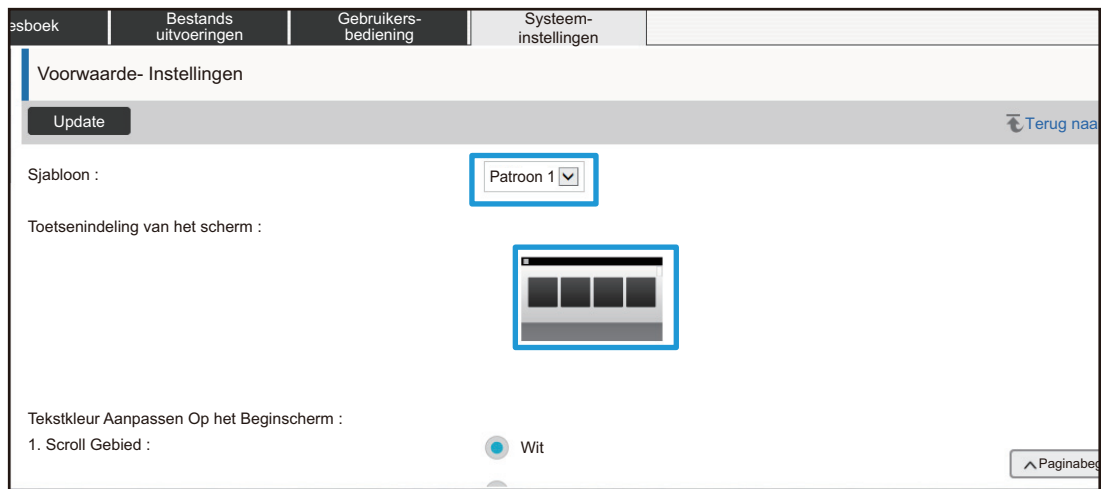 esboek
Bestands
uitvoeringen
Gebruikers-
bediening
Systeem-
instellingen
Voorwaarde- Instellingen
Update
Terug naa
Sjabloon :
Patroon 1
Toetsenindeling van het scherm :
Tekstkleur Aanpassen Op het Beginscherm :
1. Scroll Gebied :
Wit
Paginabeg